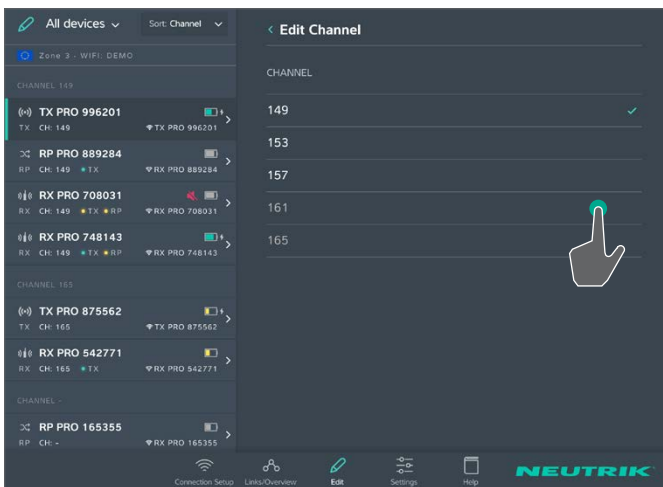 All devices
Sort: Channel
Zone 3 - WIFI: DEMO
CHANNEL 149
TX PRO 996201
TX CH: 149 TX PRO 996201
RP PRO 889284
RP CH: 149 TX RX PRO 889284
RX PRO 708031
RX CH: 149 TX RP RX PRO 708031
RX PRO 748143
RX CH: 149 TX RP RX PRO 748143
CHANNEL 165
TX PRO 875562
TX CH: 165 TX PRO 875562
RX PRO 542771
RX CH: 165 TX RX PRO 542771
CHANNEL -
RP PRO 165355
RP CH: - RX PRO 165355
Edit Channel
CHANNEL
149
153
157
161
165
Connection Setup
Links/Overview
Edit
Settings
Help
NEUTRIK